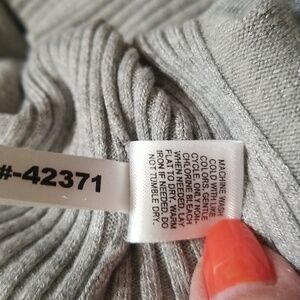 #-42371
MACHINE WASH
COLD WITH LIKE
COLORS, GENTLE
CYCLE. ONLY NON-
CHLORINE BLEACH
WHEN NEEDED. LAY
FLAT TO DRY. WARM
IRON IF NEEDED. DO
NOT TUMBLE DRY.